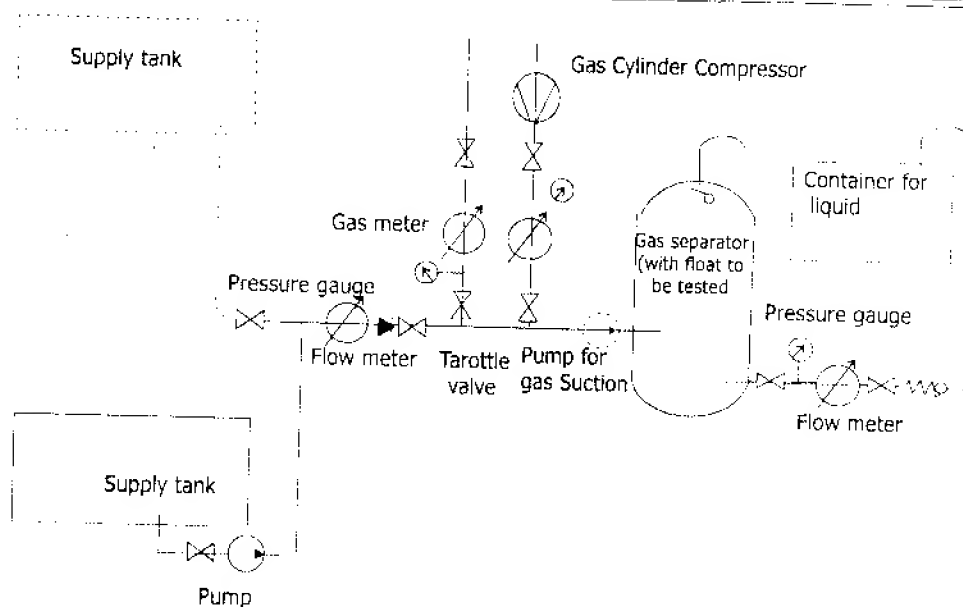 Supply tank
Gas Cylinder Compressor
Container for
liquid
Gas meter
Gas separator
(with float to
be tested
Pressure gauge
Pressure gauge
Flow meter
Tarottle
valve
Pump for
gas Suction
Flow meter
Supply tank
Pump